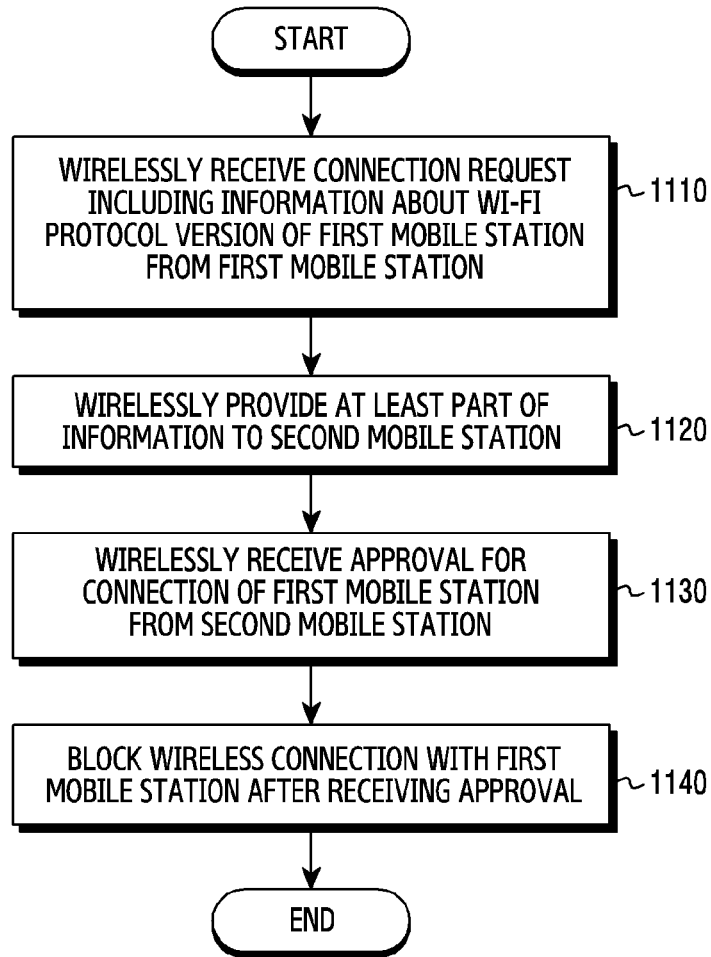 START
WIRELESSLY RECEIVE CONNECTION REQUEST
INCLUDING INFORMATION ABOUT WI-FI
PROTOCOL VERSION OF FIRST MOBILE STATION
FROM FIRST MOBILE STATION
1110
WIRELESSLY PROVIDE AT LEAST PART OF
INFORMATION TO SECOND MOBILE STATION
1120
WIRELESSLY RECEIVE APPROVAL FOR
CONNECTION OF FIRST MOBILE STATION
FROM SECOND MOBILE STATION
1130
BLOCK WIRELESS CONNECTION WITH FIRST
MOBILE STATION AFTER RECEIVING APPROVAL
1140
END